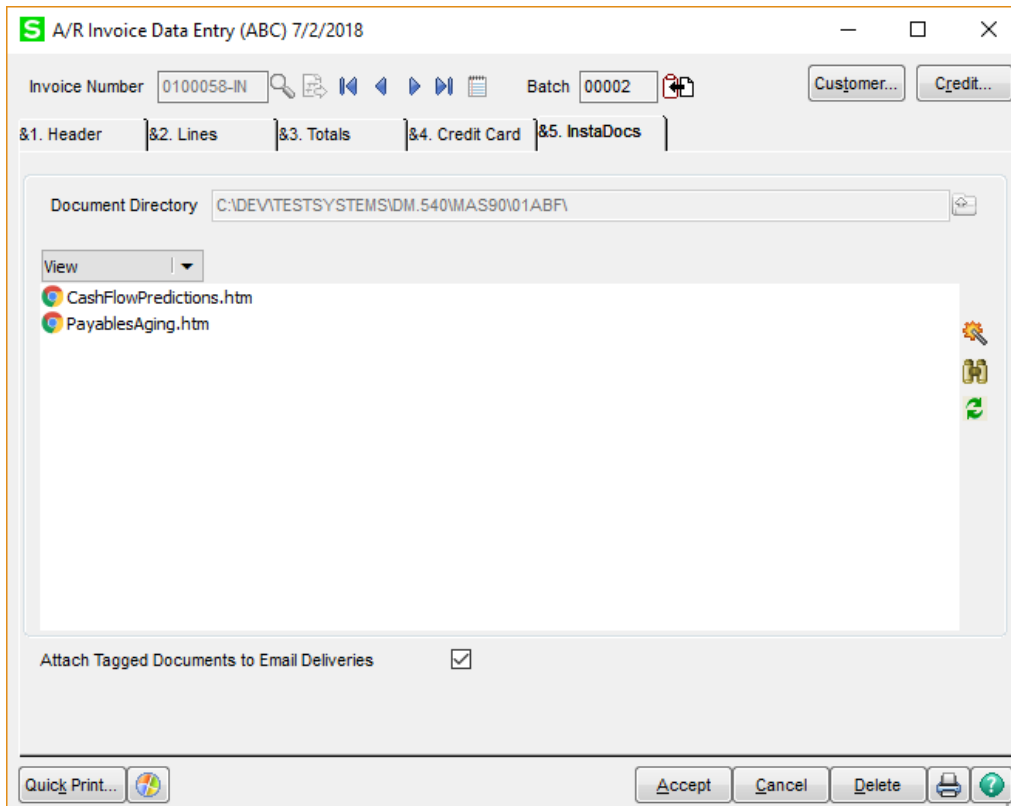 S A/R Invoice Data Entry (ABC) 7/2/2018
Invoice Number 0100058-IN Batch 00002 Customer... Credit...
&1. Header &2. Lines &3. Totals &4. Credit Card &5. InstaDocs
Document Directory C:\DEV\TESTSYSTEMS\DM.540\MAS90\01ABF\
View
CashFlowPredictions.htm
PayablesAging.htm
Attach Tagged Documents to Email Deliveries
Quick Print... Accept Cancel Delete ?